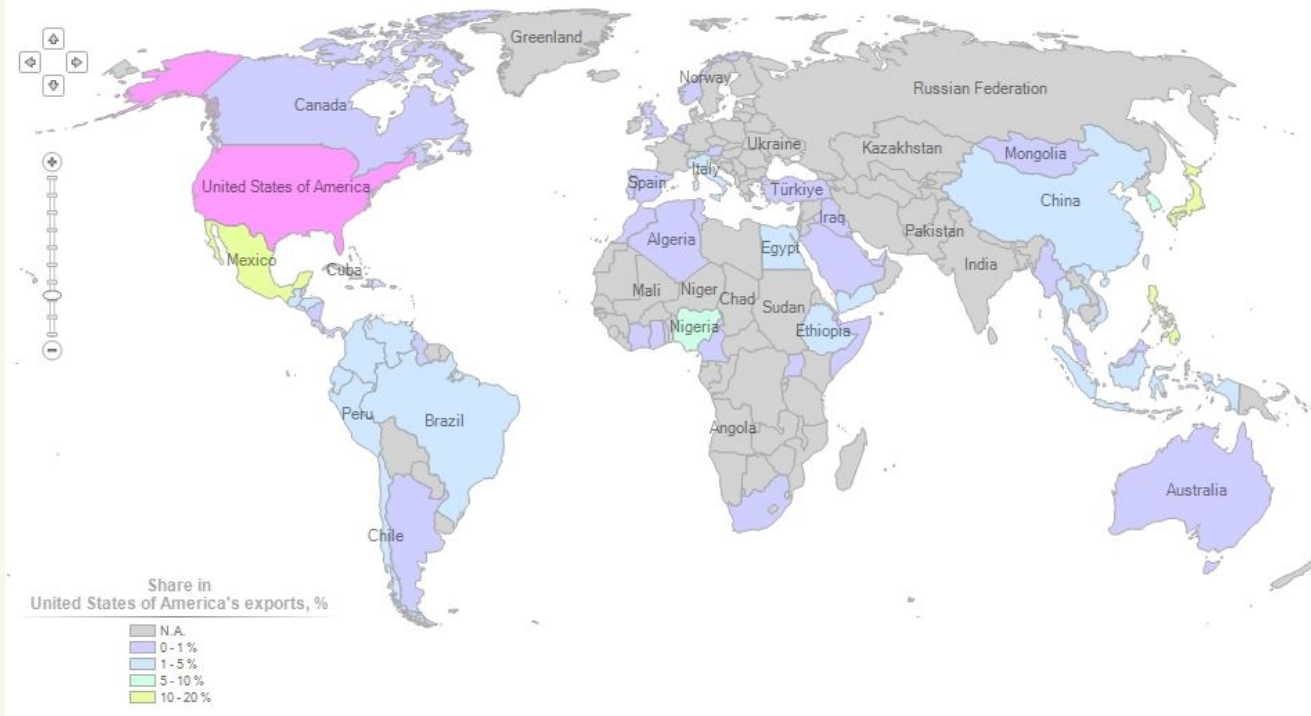 Greenland
Norway
Russian Federation
Canada
Ukraine
Kazakhstan
Mongolia
Italy
United States of America
Spain
Türkiye
China
Iraq
Pakistan
Algeria
Egypt
Mexico
India
Cuba
Mali
Niger
Chad
Sudan
Nigeria
Ethiopia
Peru
Brazil
Angola
Australia
Chile
Share in
United States of America's exports, %
N.A.
0 - 1 %
1 - 5 %
5 - 10 %
10 - 20 %